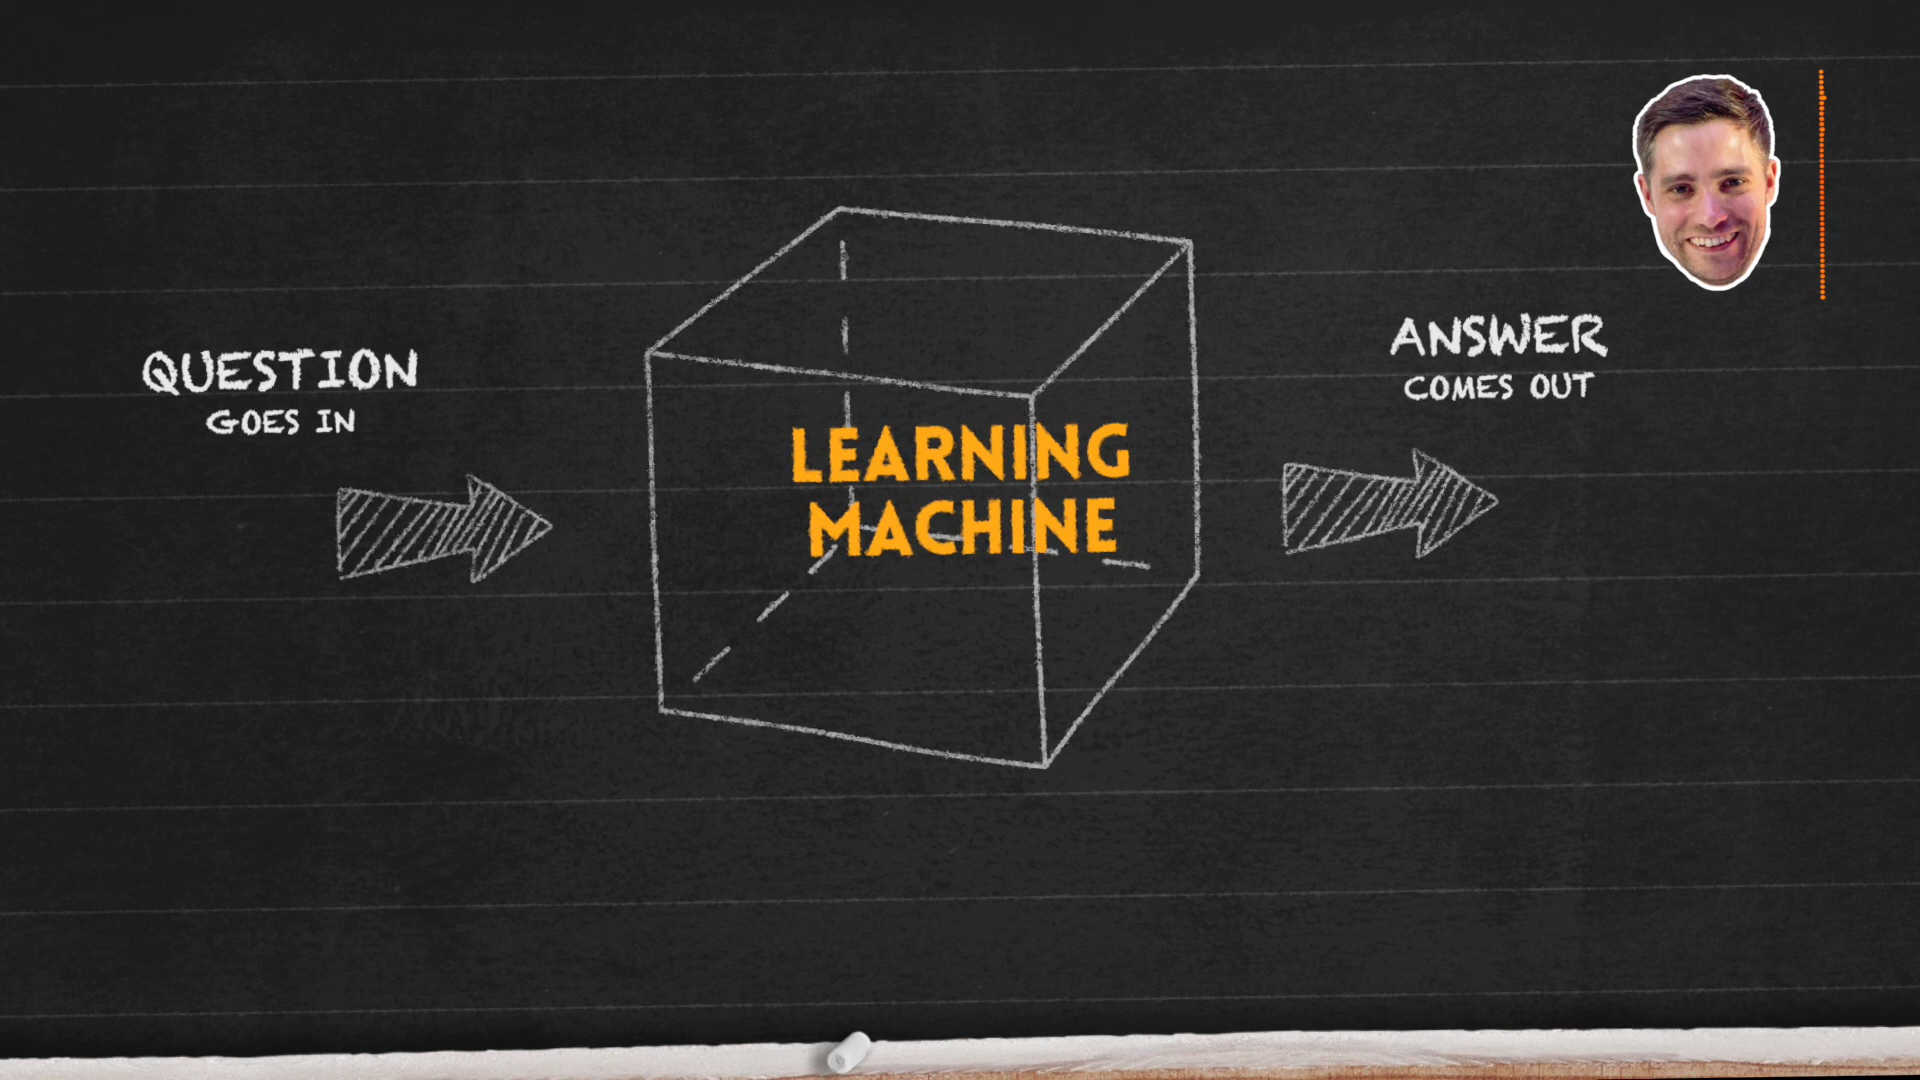 QUESTION
GOES IN
LEARNING
MACHINE
ANSWER
COMES OUT